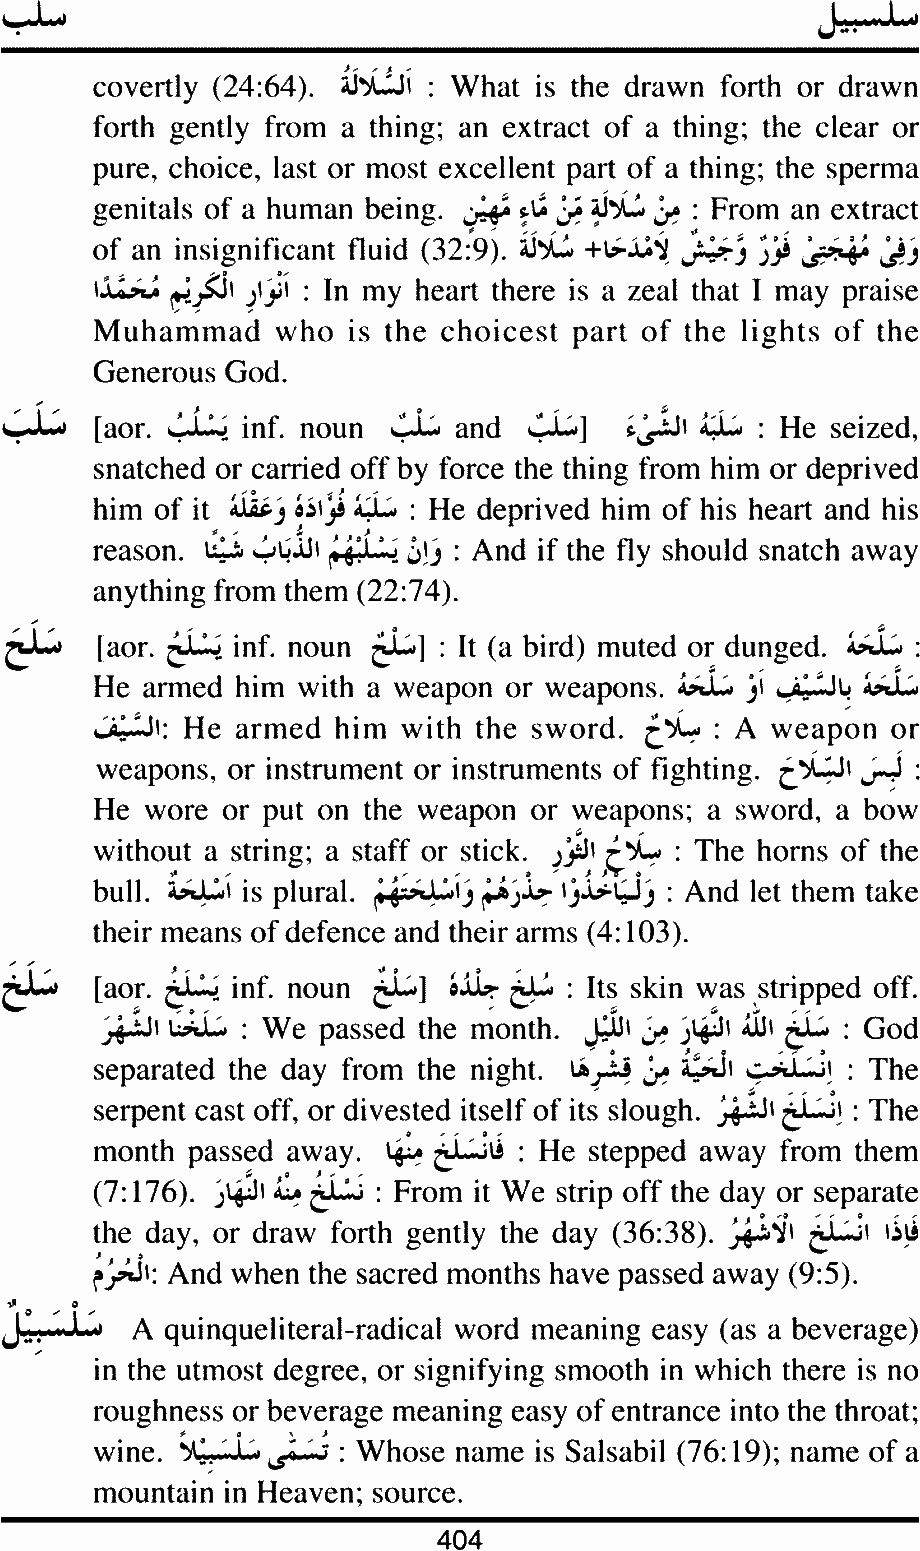 سلب سلسبيل
covertly (24:64). اَلسُّلَالَةُ : What is the drawn forth or drawn
forth gently from a thing; an extract of a thing; the clear or
pure, choice, last or most excellent part of a thing; the sperma
genitals of a human being. مِنْ سُلَالَةٍ مِّنْ مَّاءٍ مَّهِيْنٍ : From an extract
of an insignificant fluid (32:9). وَفِیْ مُهْجَتِیْ فَوْرٌ وَّجَيْشٌ لِاَمْدَحَا+ سُلَالَةَ
اَنْوَارِ الْكَرِيْمِ مُحَمَّدًا : In my heart there is a zeal that I may praise
Muhammad who is the choicest part of the lights of the
Generous God.
سَلَبَ [aor. يَسْلُبُ inf. noun سَلْبٌ and سَلَبٌ] سَلَبَهُ الشَّیْءَ : He seized,
snatched or carried off by force the thing from him or deprived
him of it سَلَبَهُ فُؤَادَهُ وَعَقْلَهُ : He deprived him of his heart and his
reason. وَاِنْ يَسْلُبْهُمُ الذُّبَابُ شَيْئًا : And if the fly should snatch away
anything from them (22:74).
سَلَحَ [aor. يَسْلَحُ inf. noun سَلْحٌ] : It (a bird) muted or dunged. سَلَّحَهُ :
He armed him with a weapon or weapons. سَلَّحَهُ بِالسَّيْفِ اَوْ سَلَّحَهُ
السَّيْفَ: He armed him with the sword. سِلَاحٌ : A weapon or
weapons, or instrument or instruments of fighting. لَبِسَ السِّلَاحَ :
He wore or put on the weapon or weapons; a sword, a bow
without a string; a staff or stick. سِلَاحُ الثَّوْرِ : The horns of the
bull. اَسْلِحَةٌ is plural. وَلْيَاْخُذُوْا حِذْرَهُمْ وَاَسْلِحَتَهُمْ : And let them take
their means of defence and their arms (4:103).
سَلَخَ [aor. يَسْلَخُ inf. noun سَلْخٌ] سُلِخَ جِلْدُهُ : Its skin was stripped off.
سَلَخْنَا الشَّهْرَ : We passed the month. سَلَخَ اللّٰهُ النَّهَارَ مِنَ اللَّيْلِ : God
separated the day from the night. اِنْسَلَخَتِ الْحَيَّةُ مِنْ قِشْرِهَا : The
serpent cast off, or divested itself of its slough. اِنْسَلَخَ الشَّهْرُ : The
month passed away. فَانْسَلَخَ مِنْهَا : He stepped away from them
(7:176). نَسْلَخُ مِنْهُ النَّهَارَ : From it We strip off the day or separate
the day, or draw forth gently the day (36:38). فَاِذَا انْسَلَخَ الْاَشْهُرُ
الْحُرُمُ: And when the sacred months have passed away (9:5).
سَلْسَبِيْلٌ A quinqueliteral-radical word meaning easy (as a beverage)
in the utmost degree, or signifying smooth in which there is no
roughness or beverage meaning easy of entrance into the throat;
wine. تُسَمّٰی سَلْسَبِيْلًا : Whose name is Salsabil (76:19); name of a
mountain in Heaven; source.
404